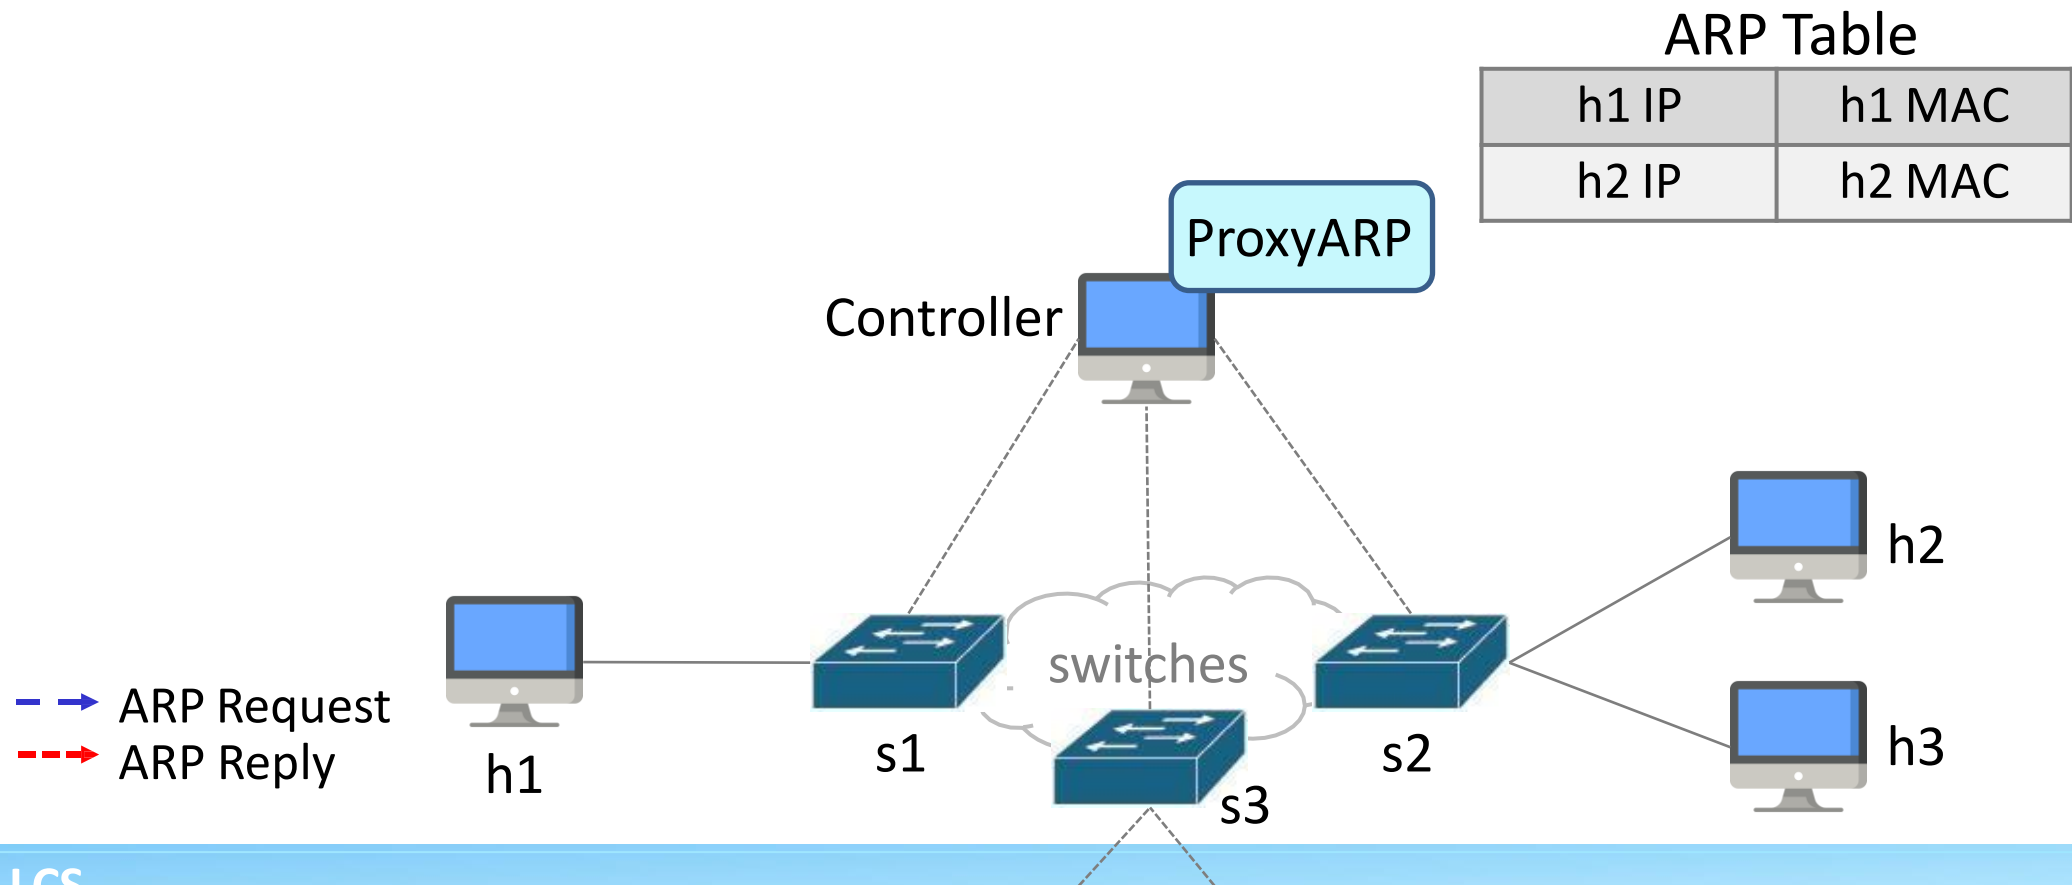 ARP Table
h1 IP h1 MAC
h2 IP h2 MAC
ProxyARP
Controller
h2
switches
ARP Request
ARP Reply
h1
s1
s2
h3
s3